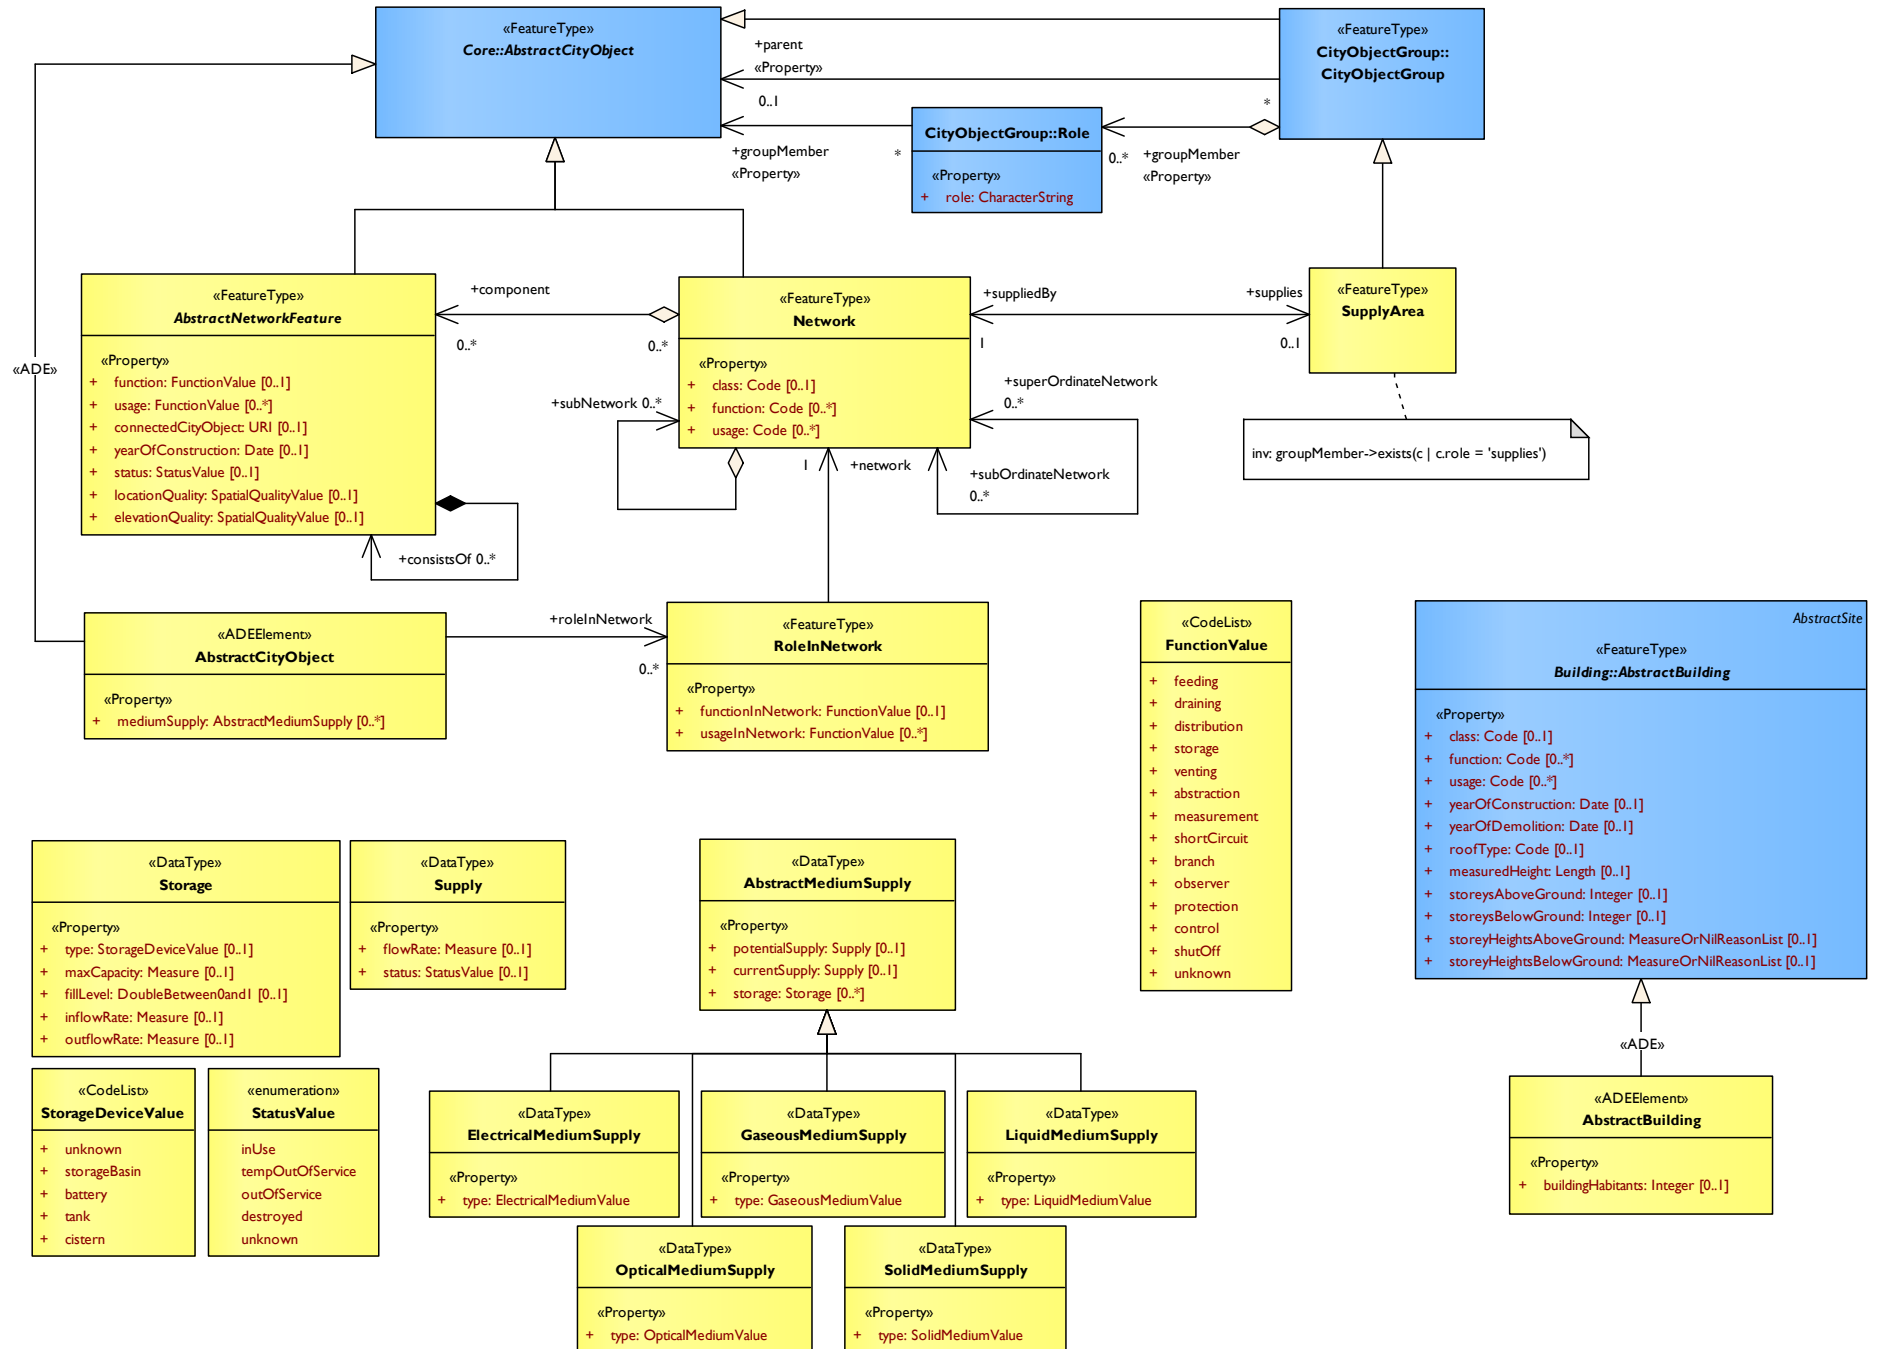 «FeatureType»
Core::AbstractCityObject
+parent
«Property»
0..1
«FeatureType»
CityObjectGroup::
CityObjectGroup
*
+groupMember
«Property»
*
CityObjectGroup::Role
«Property»
+ role: CharacterString
0..*
+groupMember
«Property»
«ADE»
«FeatureType»
AbstractNetworkFeature
«Property»
+ function: FunctionValue [0..1]
+ usage: FunctionValue [0..*]
+ connectedCityObject: URI [0..1]
+ yearOfConstruction: Date [0..1]
+ status: StatusValue [0..1]
+ locationQuality: SpatialQualityValue [0..1]
+ elevationQuality: SpatialQualityValue [0..1]
+component
0..*
0..*
+consistsOf 0..*
«FeatureType»
Network
«Property»
+ class: Code [0..1]
+ function: Code [0..*]
+ usage: Code [0..*]
+subNetwork 0..*
+suppliedBy
1
+supplies
0..1
«FeatureType»
SupplyArea
+superOrdinateNetwork
0..*
+subOrdinateNetwork
0..*
1
+network
inv: groupMember->exists(c | c.role = 'supplies')
«ADEElement»
AbstractCityObject
«Property»
+ mediumSupply: AbstractMediumSupply [0..*]
+roleInNetwork
0..*
«FeatureType»
RoleInNetwork
«Property»
+ functionInNetwork: FunctionValue [0..1]
+ usageInNetwork: FunctionValue [0..*]
«CodeList»
FunctionValue
+ feeding
+ draining
+ distribution
+ storage
+ venting
+ abstraction
+ measurement
+ shortCircuit
+ branch
+ observer
+ protection
+ control
+ shutOff
+ unknown
AbstractSite
«FeatureType»
Building::AbstractBuilding
«Property»
+ class: Code [0..1]
+ function: Code [0..*]
+ usage: Code [0..*]
+ yearOfConstruction: Date [0..1]
+ yearOfDemolition: Date [0..1]
+ roofType: Code [0..1]
+ measuredHeight: Length [0..1]
+ storeysAboveGround: Integer [0..1]
+ storeysBelowGround: Integer [0..1]
+ storeyHeightsAboveGround: MeasureOrNilReasonList [0..1]
+ storeyHeightsBelowGround: MeasureOrNilReasonList [0..1]
«ADE»
«ADEElement»
AbstractBuilding
«Property»
+ buildingHabitants: Integer [0..1]
«DataType»
Storage
«Property»
+ type: StorageDeviceValue [0..1]
+ maxCapacity: Measure [0..1]
+ fillLevel: DoubleBetween0and1 [0..1]
+ inflowRate: Measure [0..1]
+ outflowRate: Measure [0..1]
«DataType»
Supply
«Property»
+ flowRate: Measure [0..1]
+ status: StatusValue [0..1]
«DataType»
AbstractMediumSupply
«Property»
+ potentialSupply: Supply [0..1]
+ currentSupply: Supply [0..1]
+ storage: Storage [0..*]
«CodeList»
StorageDeviceValue
+ unknown
+ storageBasin
+ battery
+ tank
+ cistern
«enumeration»
StatusValue
inUse
tempOutOfService
outOfService
destroyed
unknown
«DataType»
ElectricalMediumSupply
«Property»
+ type: ElectricalMediumValue
«DataType»
GaseousMediumSupply
«Property»
+ type: GaseousMediumValue
«DataType»
LiquidMediumSupply
«Property»
+ type: LiquidMediumValue
«DataType»
OpticalMediumSupply
«Property»
+ type: OpticalMediumValue
«DataType»
SolidMediumSupply
«Property»
+ type: SolidMediumValue